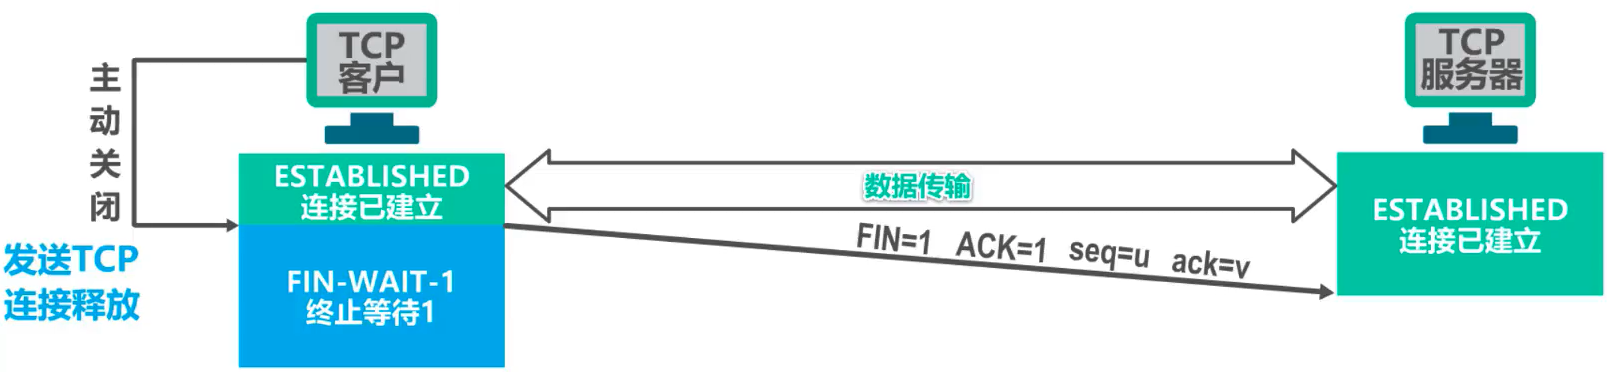 TCP
客户
TCP
服务器
主动关闭
ESTABLISHED
连接已建立
数据传输
ESTABLISHED
连接已建立
FIN=1 ACK=1 seq=u ack=v
发送TCP
连接释放
FIN-WAIT-1
终止等待1